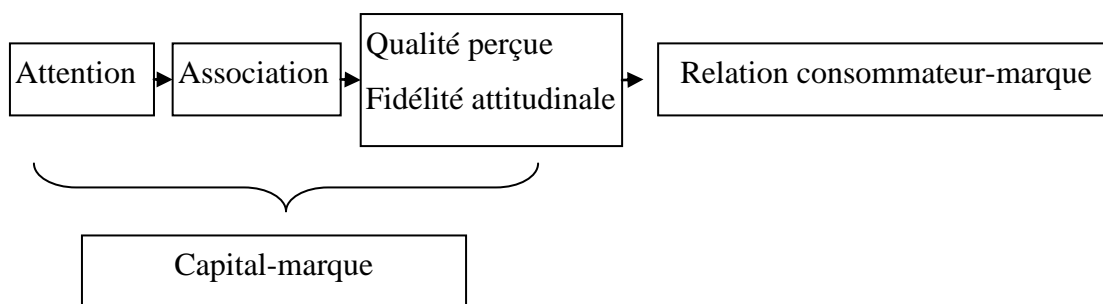 Attention
Association
Qualité perçue
Fidélité attitudinale
Relation consommateur-marque
Capital-marque